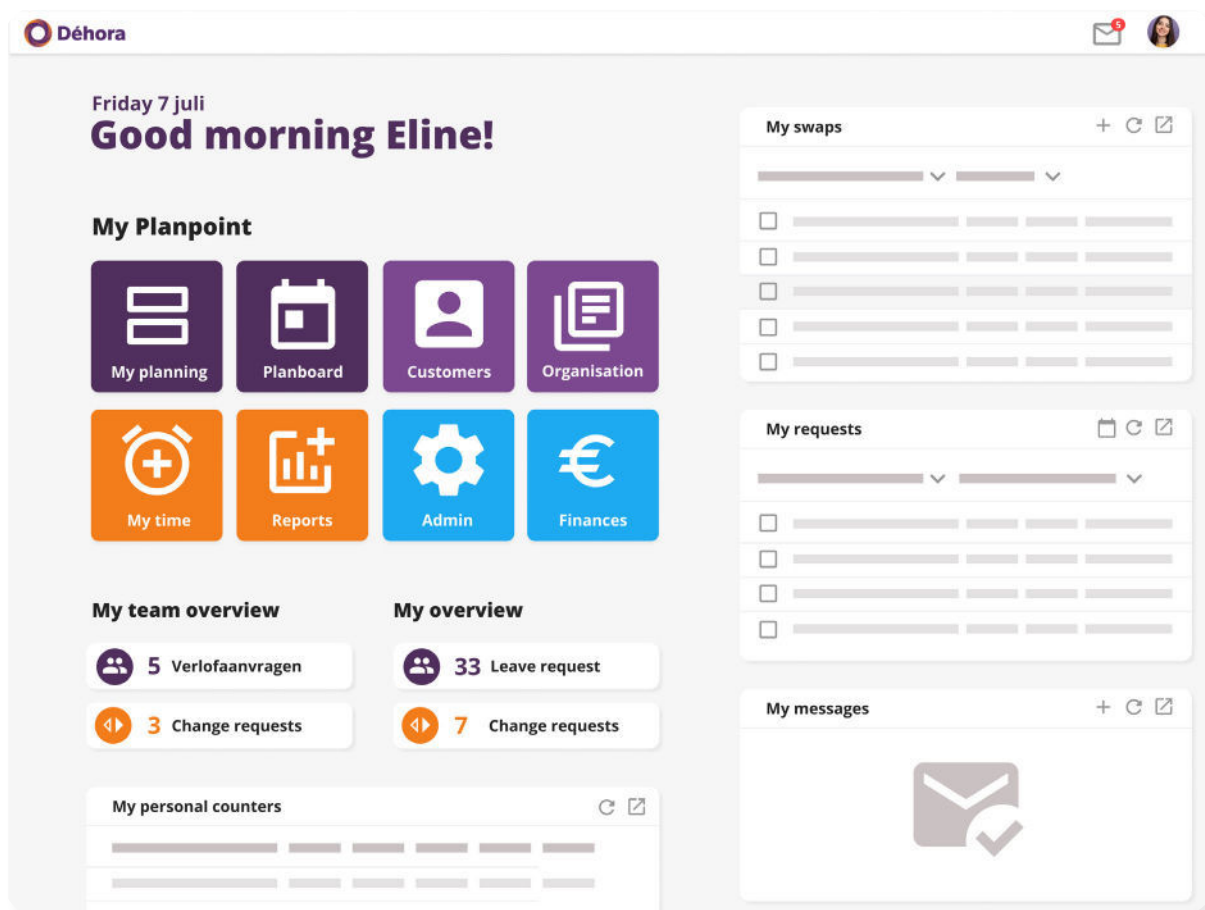 Déhora
5
Friday 7 juli
Good morning Eline!
My Planpoint
My planning
Planboard
Customers
Organisation
My time
Reports
Admin
Finances
My team overview
5 Verlofaanvragen
3 Change requests
My overview
33 Leave request
7 Change requests
My personal counters
My swaps
My requests
My messages